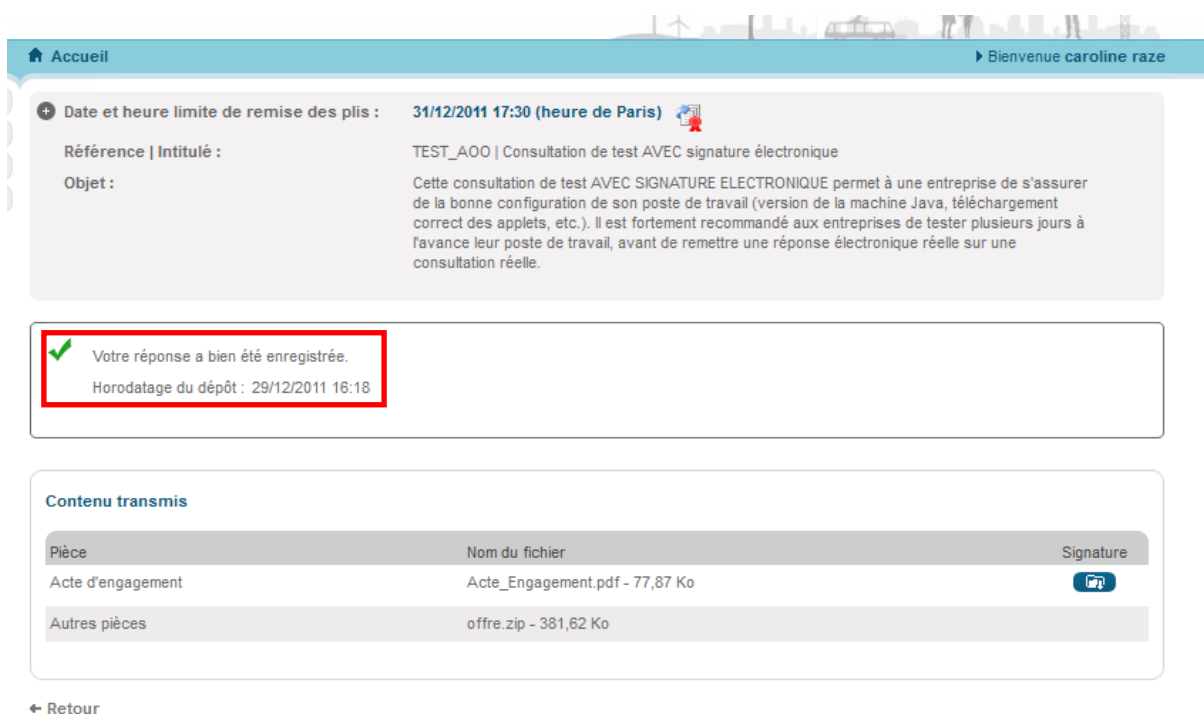 Accueil
Bienvenue caroline raze
Date et heure limite de remise des plis :
31/12/2011 17:30 (heure de Paris)
Référence | Intitulé :
TEST_AOO | Consultation de test AVEC signature électronique
Objet :
Cette consultation de test AVEC SIGNATURE ELECTRONIQUE permet à une entreprise de s'assurer
de la bonne configuration de son poste de travail (version de la machine Java, téléchargement
correct des applets, etc.). Il est fortement recommandé aux entreprises de tester plusieurs jours à
l'avance leur poste de travail, avant de remettre une réponse électronique réelle sur une
consultation réelle.
Votre réponse a bien été enregistrée.
Horodatage du dépôt : 29/12/2011 16:18
Contenu transmis
Pièce
Nom du fichier
Signature
Acte d'engagement
Acte_Engagement.pdf - 77,87 Ko
Autres pièces
offre.zip - 381,62 Ko
Retour